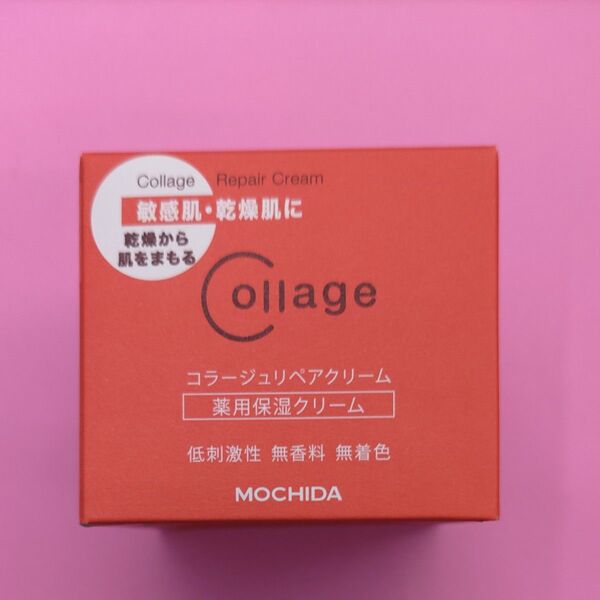 Collage Repair Cream
敏感肌・乾燥肌に
乾燥から
肌をまもる
Collage
コラージュリペアクリーム
薬用保湿クリーム
低刺激性 無香料 無着色
MOCHIDA